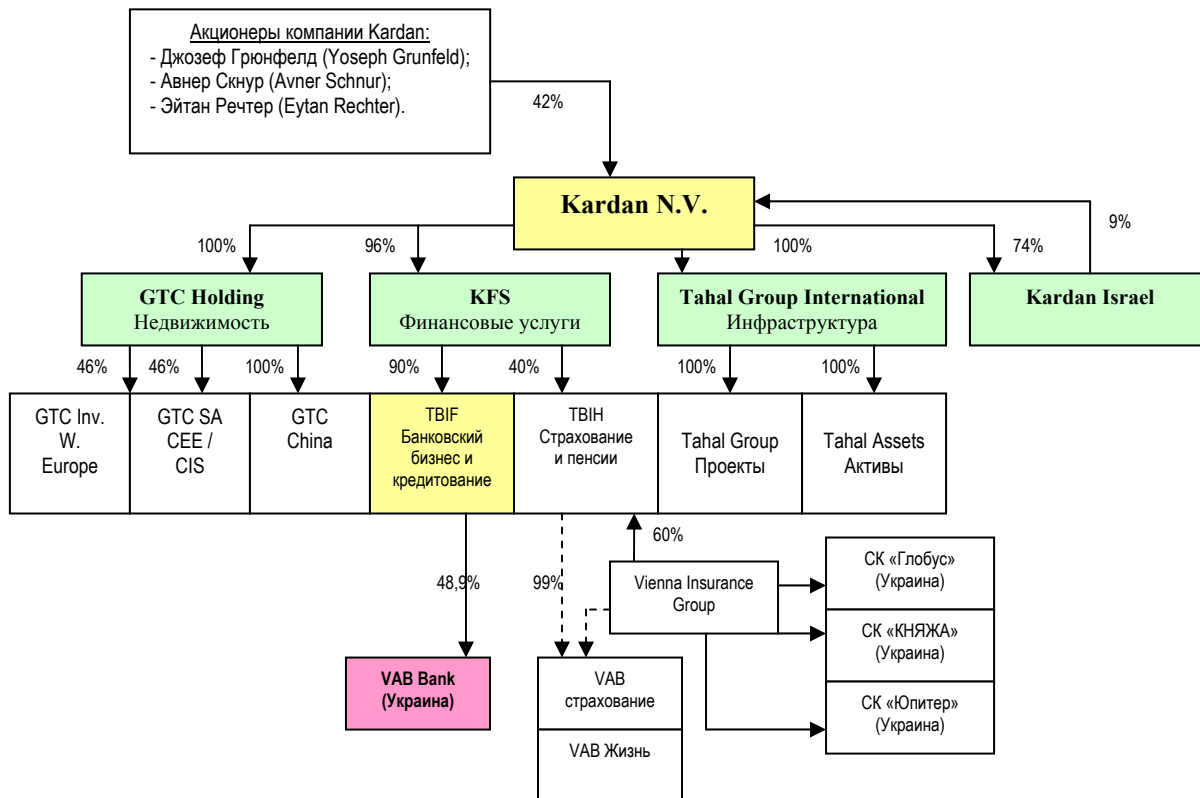 Акционеры компании Kardan:
- Джозеф Грюнфелд (Yoseph Grunfeld);
- Авнер Скнур (Avner Schnur);
- Эйтан Речтер (Eytan Rechter).
42%
Kardan N.V.
9%
100%
96%
100%
74%
GTC Holding
Недвижимость
KFS
Финансовые услуги
Tahal Group International
Инфраструктура
Kardan Israel
46%
46%
100%
90%
40%
100%
100%
GTC Inv.
W.
Europe
GTC SA
CEE /
CIS
GTC
China
TBIF
Банковский
бизнес и
кредитование
TBIH
Страхование
и пенсии
Tahal Group
Проекты
Tahal Assets
Активы
60%
48,9%
99%
Vienna Insurance
Group
СК «Глобус»
(Украина)
СК «КНЯЖА»
(Украина)
СК «Юпитер»
(Украина)
VAB Bank
(Украина)
VAB
страхование
VAB Жизнь